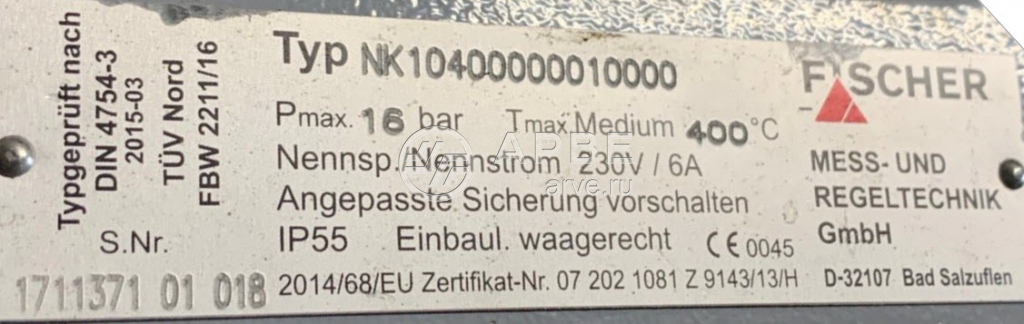 Typgeprüft nach
DIN 4754-3
2015-03
TÜV Nord
FBW 2211/16
Typ NK10400000010000
Pmax. 16 bar Tmax.Medium 400°C
Nennsp./Nennstrom 230V / 6A
Angepasste Sicherung vorschalten
S.Nr. IP55 Einbaul. waagerecht CE 0045
1711371 01 018 2014/68/EU Zertifikat-Nr. 07 202 1081 Z 9143/13/H
FISCHER
MESS- UND
REGELTECHNIK
GmbH
D-32107 Bad Salzuflen
АРВЕ
arve.ru